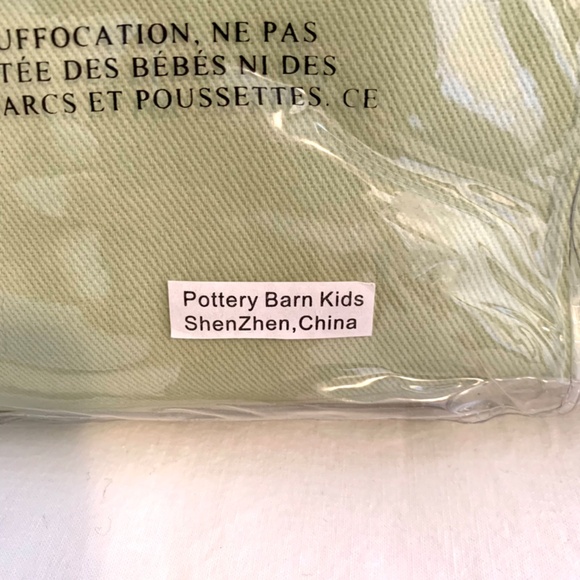 UFFOCATION, NE PAS
TÉE DES BÉBÉS NI DES
ARCS ET POUSSETTES. CE
Pottery Barn Kids
ShenZhen,China